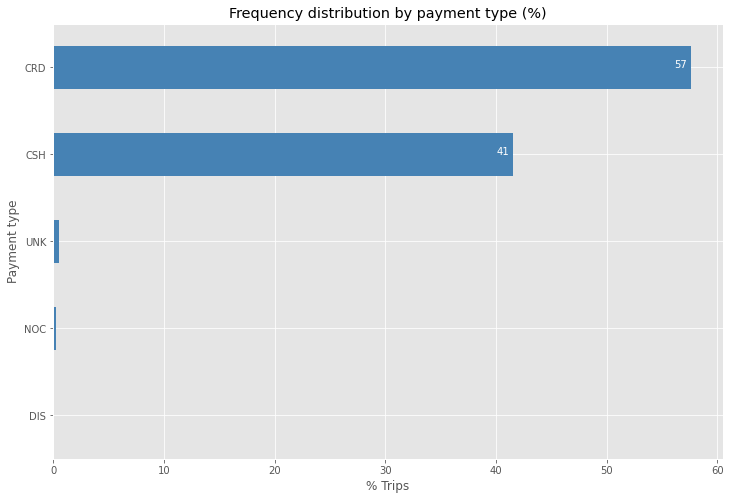 Frequency distribution by payment type (%)
CRD
57
CSH
41
UNK
NOC
DIS
Payment type
0 10 20 30 40 50 60
% Trips